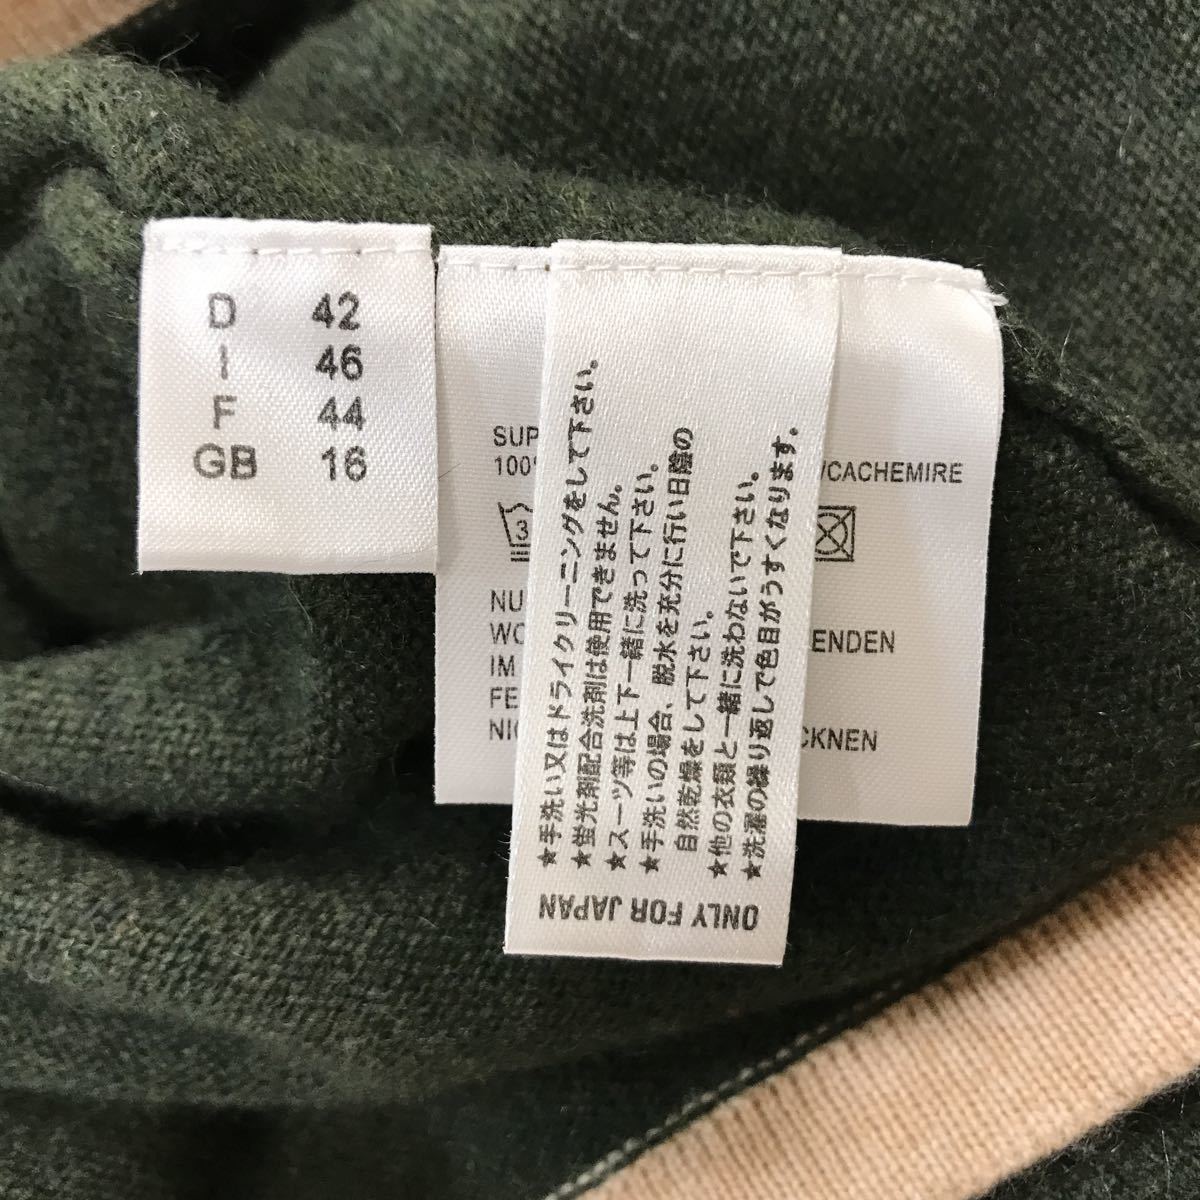 D 42
I 46
F 44
GB 16
SUP
100%
/CACHEMIRE
3
NU
WO
ENDEN
IM
FE
NIC
CKNEN
★手洗い又はドライクリーニングをして下さい。
★蛍光剤配合洗剤は使用できません。
★スーツ等は上下一緒に洗って下さい。
★手洗いの場合、脱水を充分に行い日陰の
自然乾燥をして下さい。
★他の衣類と一緒に洗わないで下さい。
★洗濯の繰り返しで色目がうすくなります。
ONLY FOR JAPAN